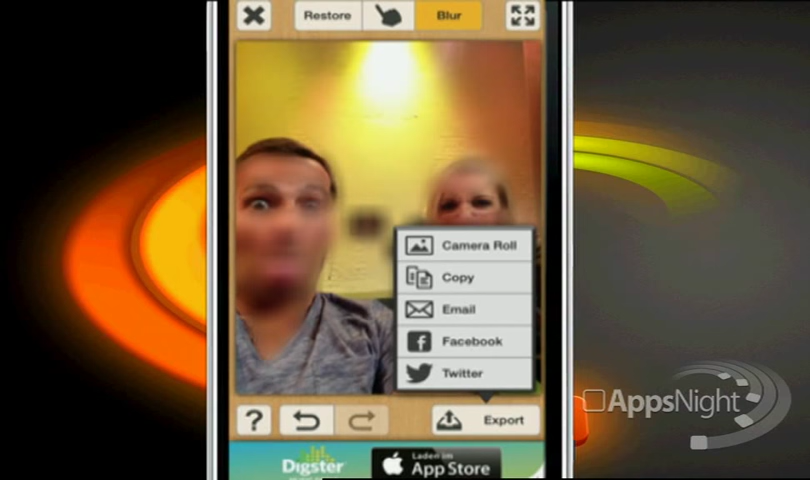 Restore
Blur
Camera Roll
Copy
Email
Facebook
Twitter
?
Export
Digster
Laden im
App Store
AppsNight